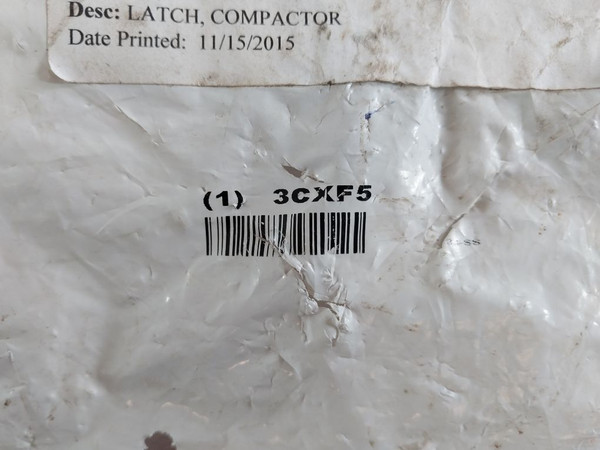 Desc: LATCH, COMPACTOR
Date Printed: 11/15/2015
(1) 3CXF5